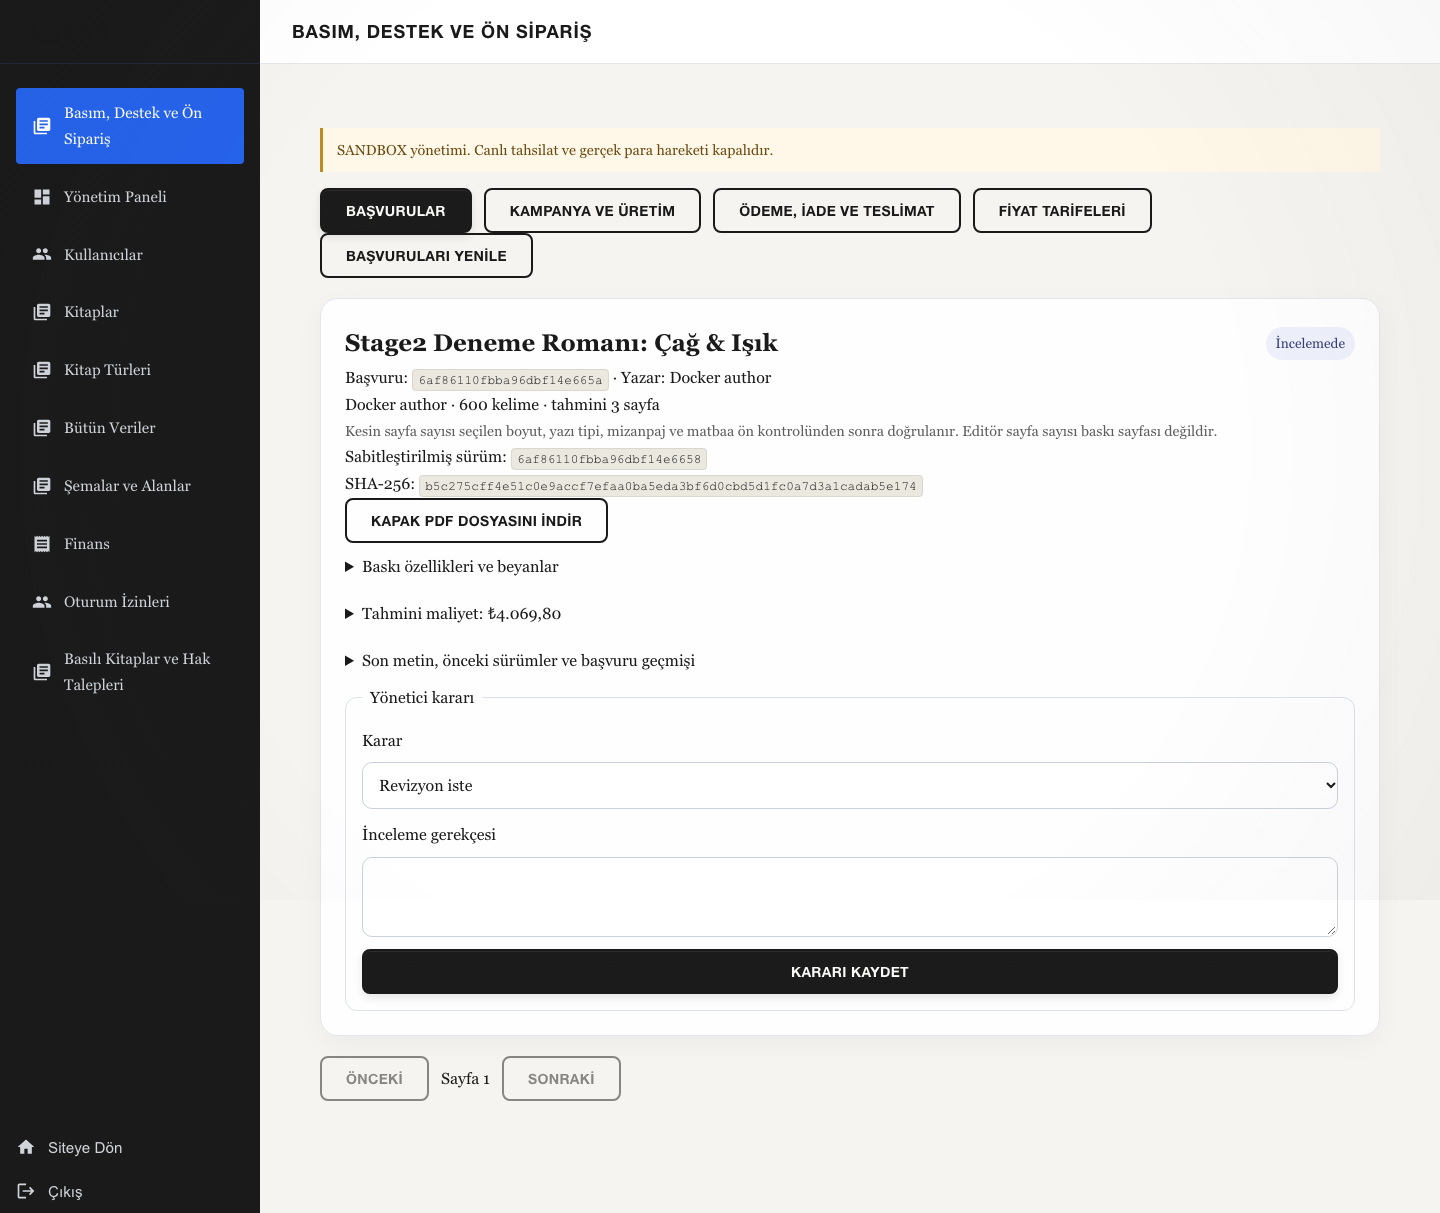 BASIM, DESTEK VE ÖN SİPARİŞ
Basım, Destek ve Ön
Sipariş
Yönetim Paneli
Kullanıcılar
Kitaplar
Kitap Türleri
Bütün Veriler
Şemalar ve Alanlar
Finans
Oturum İzinleri
Basılı Kitaplar ve Hak
Talepleri
Siteye Dön
Çıkış
SANDBOX yönetimi. Canlı tahsilat ve gerçek para hareketi kapalıdır.
BAŞVURULAR
KAMPANYA VE ÜRETİM
ÖDEME, İADE VE TESLİMAT
FİYAT TARİFELERİ
BAŞVURULARI YENİLE
Stage2 Deneme Romanı: Çağ & Işık
İncelemede
Başvuru: 6af86110fbba96dbf14e665a · Yazar: Docker author
Docker author · 600 kelime · tahmini 3 sayfa
Kesin sayfa sayısı seçilen boyut, yazı tipi, mizanpaj ve matbaa ön kontrolünden sonra doğrulanır. Editör sayfa sayısı baskı sayfası değildir.
Sabitleştirilmiş sürüm: 6af86110fbba96dbf14e6658
SHA-256: b5c275cff4e51c0e9accf7efaa0ba5eda3bf6d0cbd5d1fc0a7d3a1cadab5e174
KAPAK PDF DOSYASINI İNDİR
Baskı özellikleri ve beyanlar
Tahmini maliyet: ₺4.069,80
Son metin, önceki sürümler ve başvuru geçmişi
Yönetici kararı
Karar
Revizyon iste
İnceleme gerekçesi
KARARI KAYDET
ÖNCEKİ
Sayfa 1
SONRAKİ